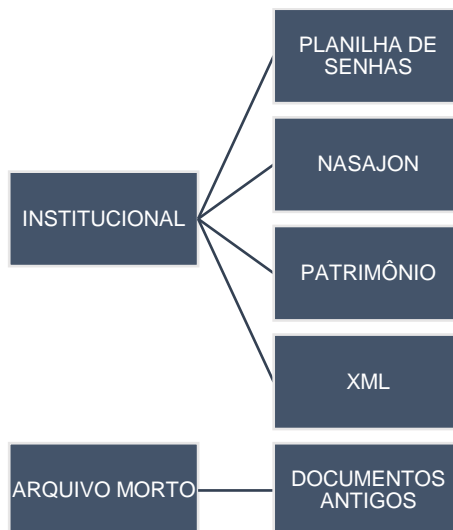 PLANILHA DE
SENHAS
NASAJON
INSTITUCIONAL
PATRIMÔNIO
XML
ARQUIVO MORTO
DOCUMENTOS
ANTIGOS